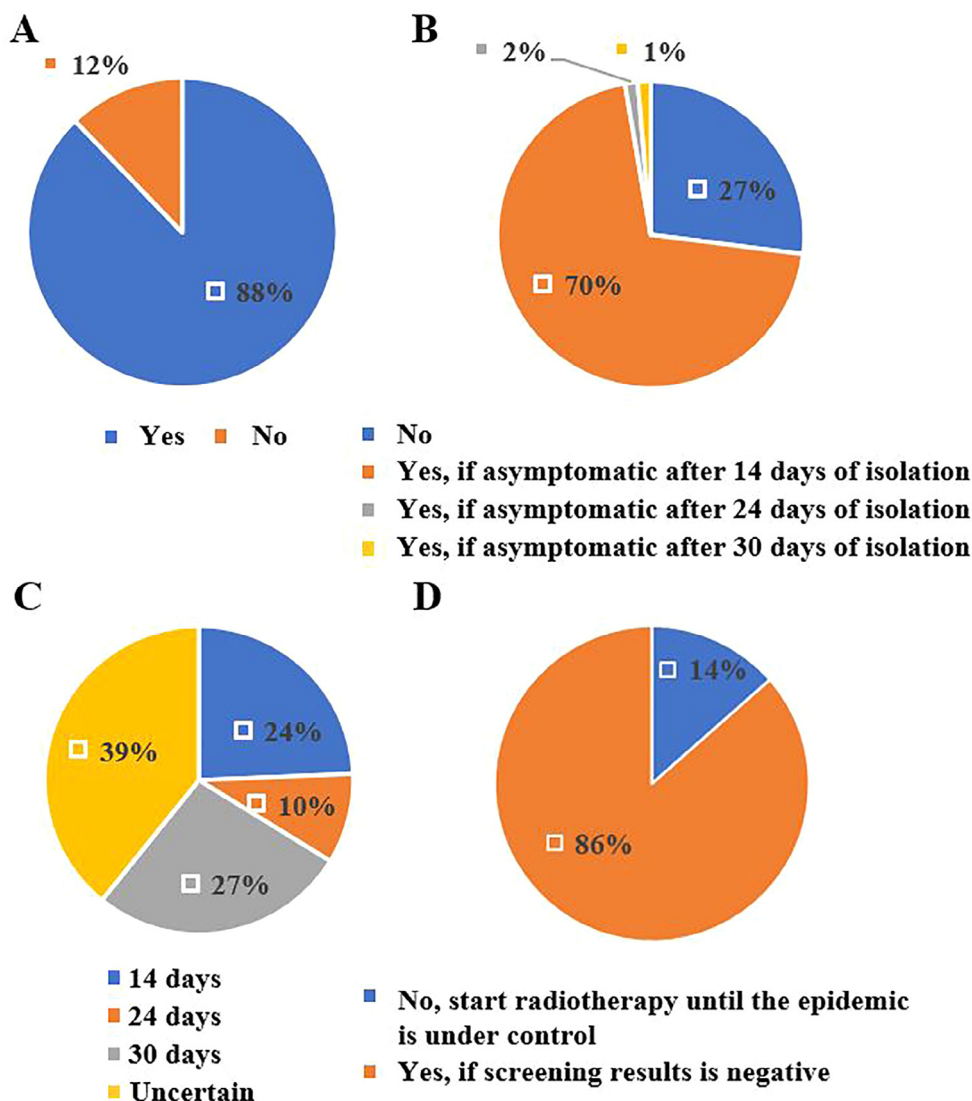 A
B
12%
2%
1%
27%
70%
88%
Yes
No
No
Yes, if asymptomatic after 14 days of isolation
Yes, if asymptomatic after 24 days of isolation
Yes, if asymptomatic after 30 days of isolation
C
D
14%
24%
39%
10%
86%
27%
14 days
24 days
30 days
Uncertain
No, start radiotherapy until the epidemic
is under control
Yes, if screening results is negative